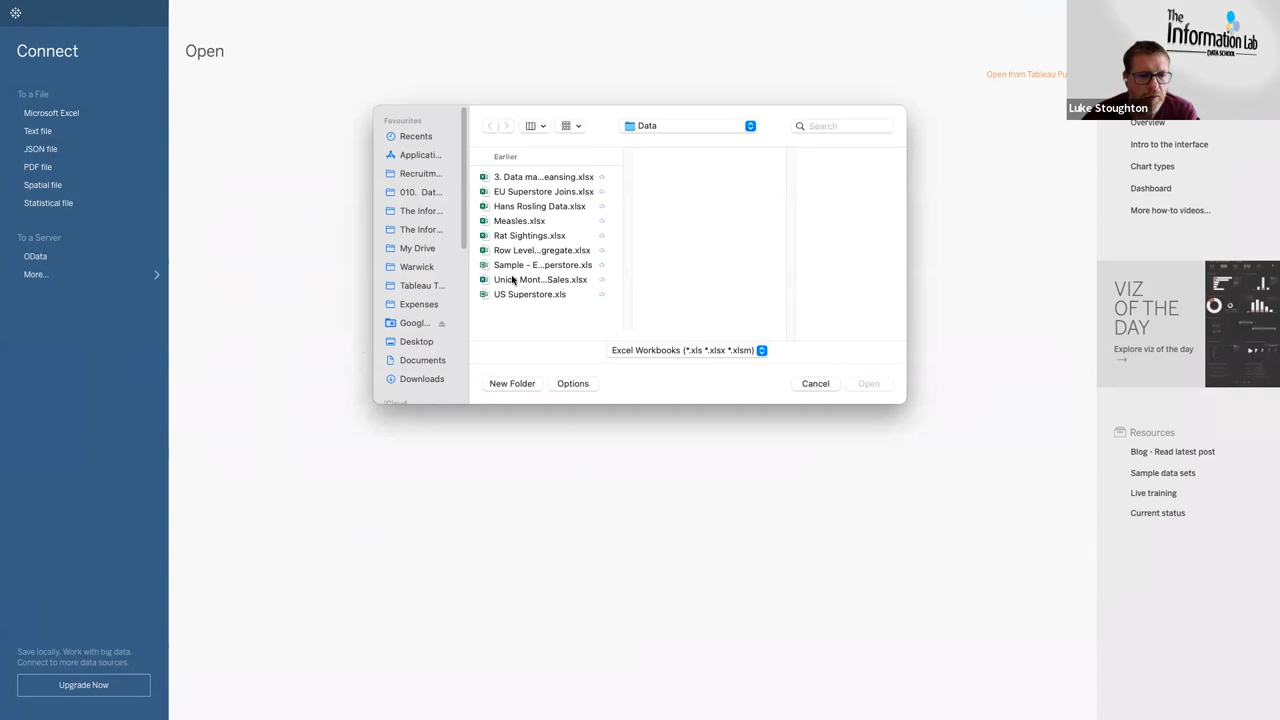 Connect
To a File
Microsoft Excel
Text file
JSON file
PDF file
Spatial file
Statistical file
To a Server
OData
More...
Save locally. Work with big data.
Connect to more data sources.
Upgrade Now
Open
Open from Tableau Pu
Favourites
Recents
Applicati...
Recruitm...
010. Dat...
The Infor...
The Infor...
My Drive
Warwick
Tableau T...
Expenses
Googl...
Desktop
Documents
Downloads
Data
Search
Earlier
3. Data ma...eansing.xlsx
EU Superstore Joins.xlsx
Hans Rosling Data.xlsx
Measles.xlsx
Rat Sightings.xlsx
Row Level...gregate.xlsx
Sample - E...perstore.xls
Mont...Sales.xlsx
US Superstore.xls
Excel Workbooks (*.xls *.xlsx *.xlsm)
New Folder
Options
Cancel
Open
The
Information Lab
DATA SCHOOL
Luke Stoughton
Overview
Intro to the interface
Chart types
Dashboard
More how-to videos...
VIZ
OF THE
DAY
Explore viz of the day
Resources
Blog - Read latest post
Sample data sets
Live training
Current status